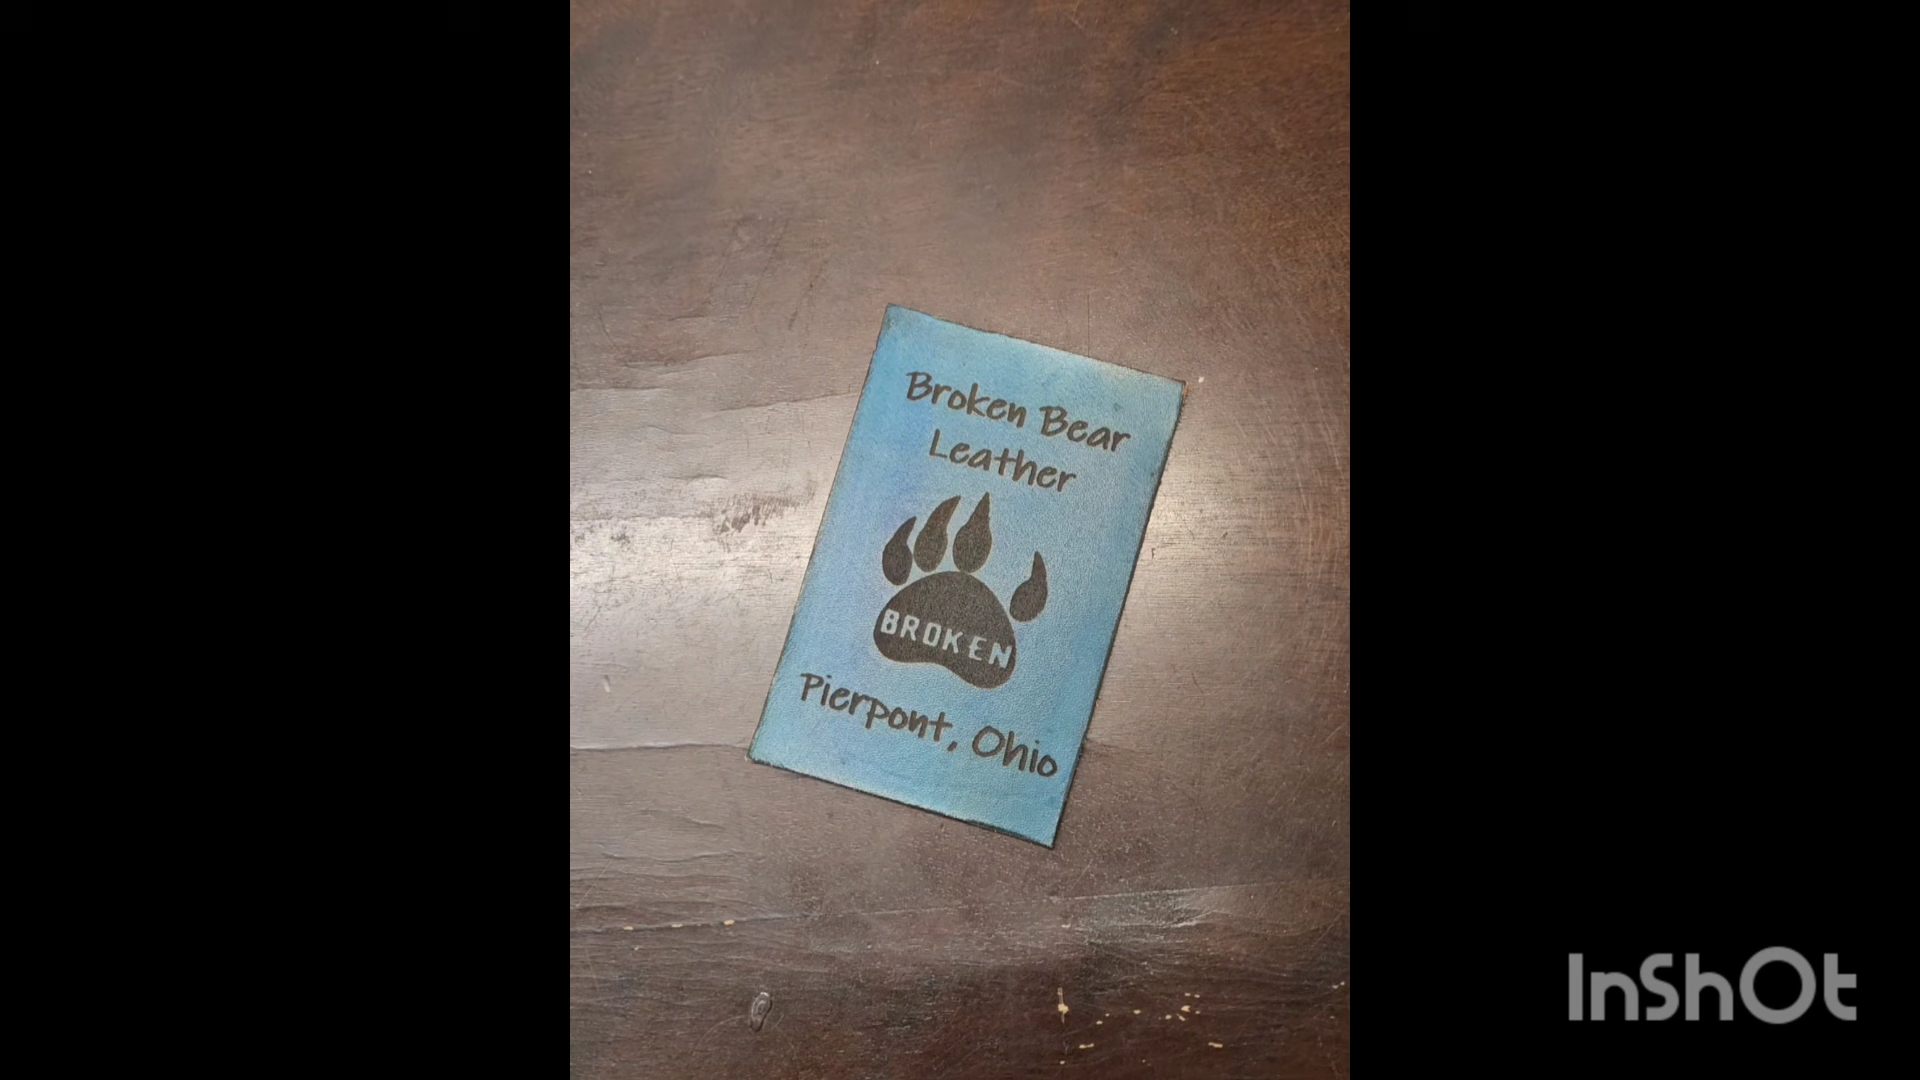 Broken Bear
Leather
BROKEN
Pierpont, Ohio
InShOt